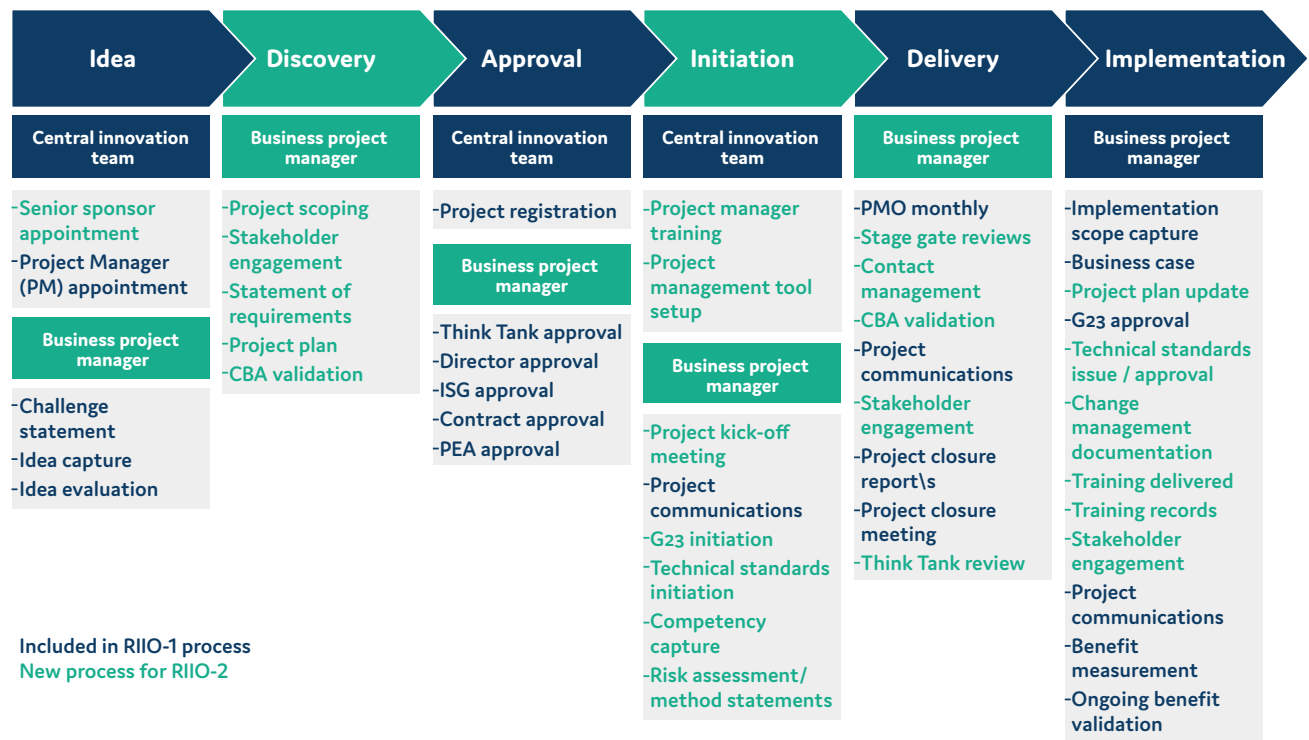 Idea
Discovery
Approval
Initiation
Delivery
Implementation
Central innovation
team
-Senior sponsor
appointment
-Project Manager
(PM) appointment
Business project
manager
-Challenge
statement
-Idea capture
-Idea evaluation
Business project
manager
-Project scoping
-Stakeholder
engagement
-Statement of
requirements
-Project plan
-CBA validation
Central innovation
team
-Project registration
Business project
manager
-Think Tank approval
-Director approval
-ISG approval
-Contract approval
-PEA approval
Central innovation
team
-Project manager
training
-Project
management tool
setup
Business project
manager
-Project kick-off
meeting
-Project
communications
-G23 initiation
-Technical standards
initiation
-Competency
capture
-Risk assessment/
method statements
Business project
manager
-PMO monthly
-Stage gate reviews
-Contact
management
-CBA validation
-Project
communications
-Stakeholder
engagement
-Project closure
report\s
-Project closure
meeting
-Think Tank review
Business project
manager
-Implementation
scope capture
-Business case
-Project plan update
-G23 approval
-Technical standards
issue / approval
-Change
management
documentation
-Training delivered
-Training records
-Stakeholder
engagement
-Project
communications
-Benefit
measurement
-Ongoing benefit
validation
Included in RIIO-1 process
New process for RIIO-2